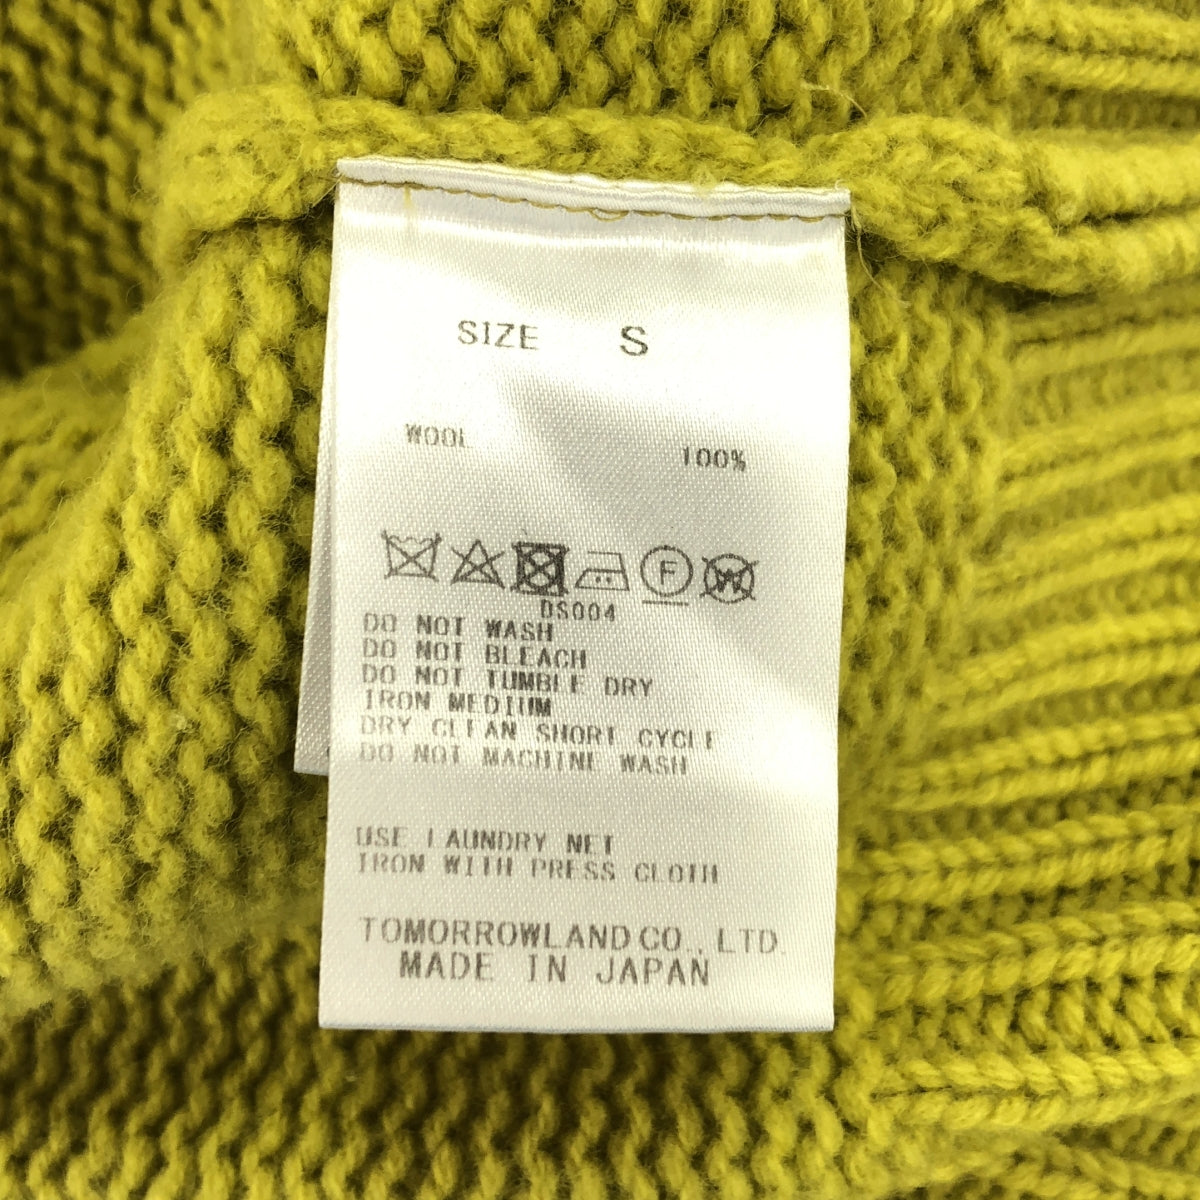 SIZE S
WOOL
100%
F W
DS004
DO NOT WASH
DO NOT BLEACH
DO NOT TUMBLE DRY
IRON MEDIUM
DRY CLEAN SHORT CYCLE
DO NOT MACHINE WASH
USE LAUNDRY NET
IRON WITH PRESS CLOTH
TOMORROWLAND CO., LTD.
MADE IN JAPAN